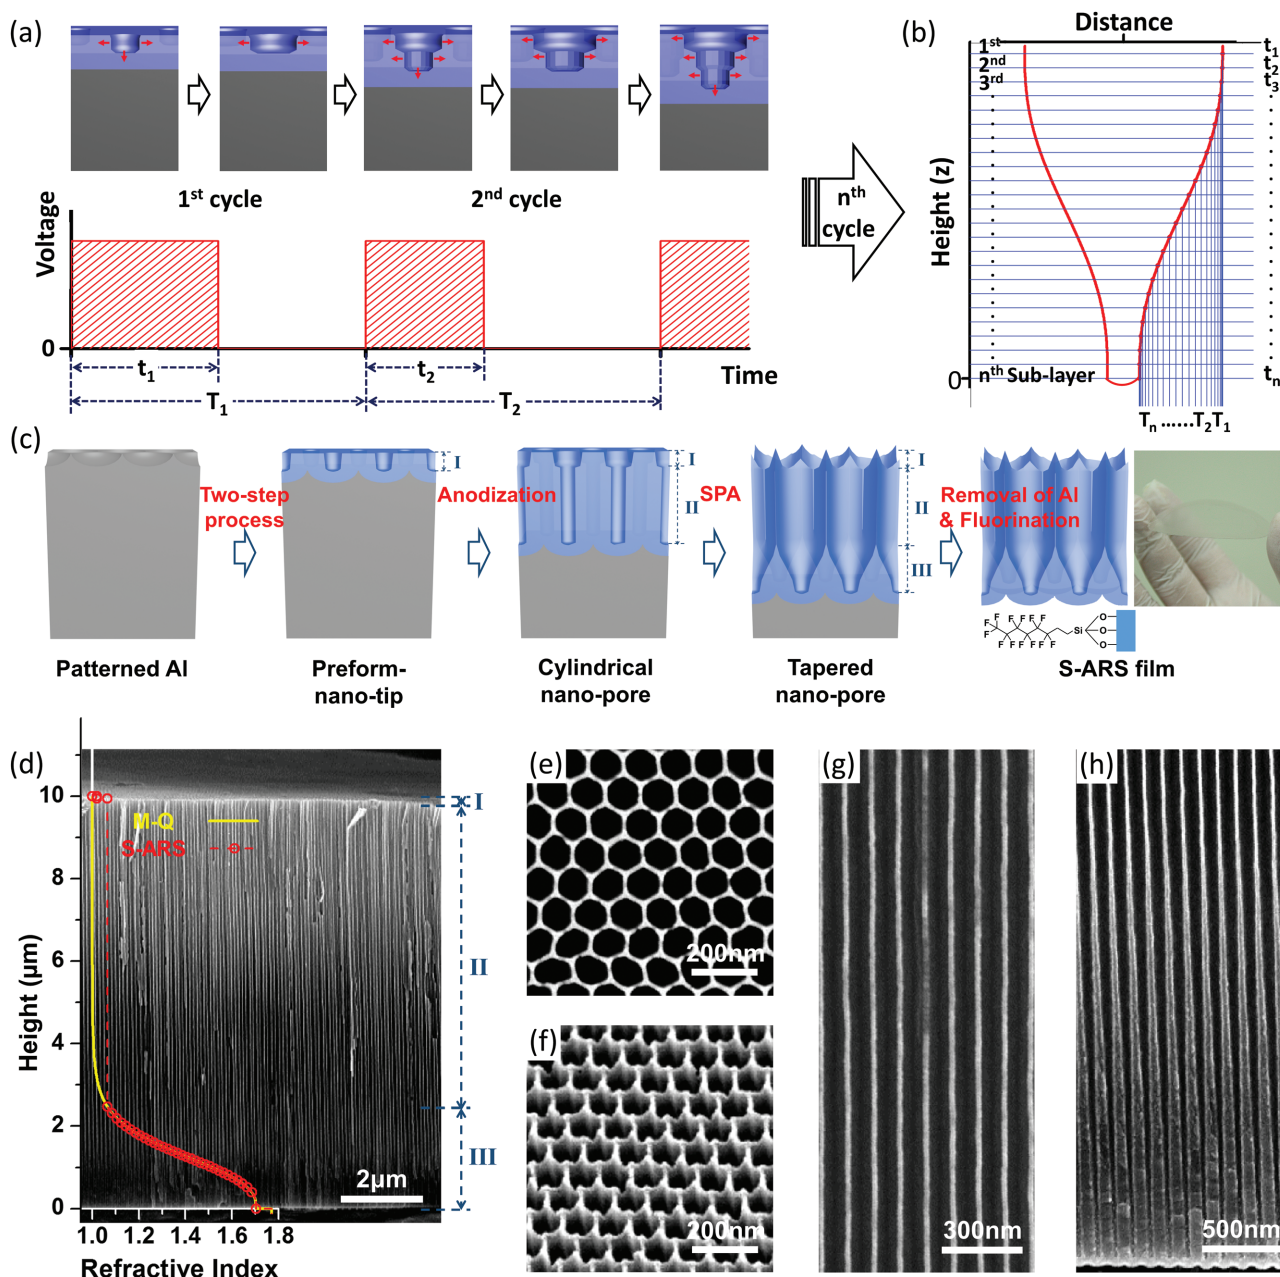 (a)
1st cycle
2nd cycle
Voltage
0
t1
t2
Time
T1
T2
nth
cycle
(b)
Distance
1st
2nd
3rd
t1
t2
t3
Height (z)
0
nth Sub-layer
tn
Tn ......T2T1
(c)
Two-step
process
I
Anodization
I
II
SPA
I
II
III
Removal of Al
& Fluorination
F F F F F F F F F F F F F
Si
O
O
O
Patterned Al
Preform-
nano-tip
Cylindrical
nano-pore
Tapered
nano-pore
S-ARS film
(d)
10
8
6
4
2
0
Height (μm)
M-Q
S-ARS
I
II
III
2μm
1.0 1.2 1.4 1.6 1.8
Refractive Index
(e)
200nm
(f)
200nm
(g)
300nm
(h)
500nm